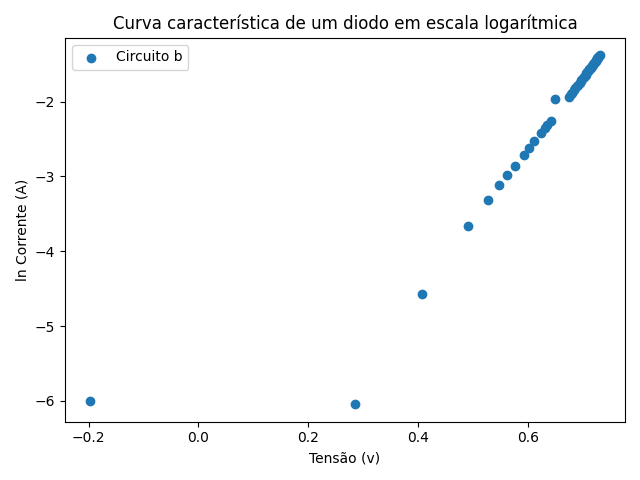 Curva característica de um diodo em escala logarítmica
Circuito b
ln Corrente (A)
−2
−3
−4
−5
−6
−0.2
0.0
0.2
0.4
0.6
Tensão (v)